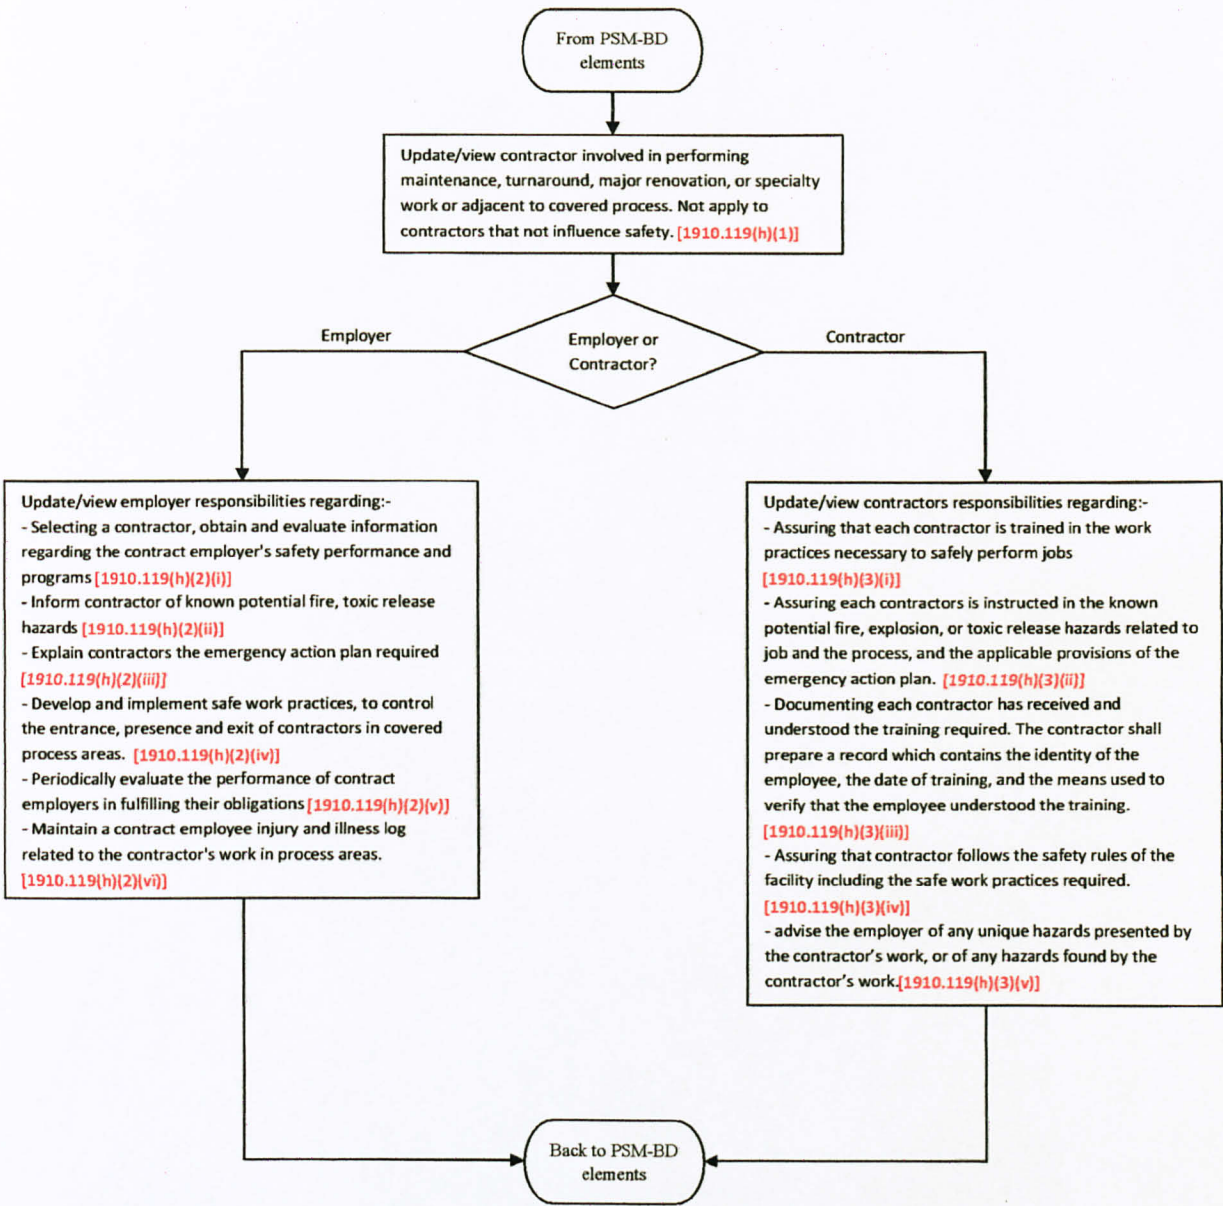 From PSM-BD
elements
Update/view contractor involved in performing
maintenance, turnaround, major renovation, or specialty
work or adjacent to covered process. Not apply to
contractors that not influence safety. [1910.119(h)(1)]
Employer or
Contractor?
Employer
Contractor
Update/view employer responsibilities regarding:-
- Selecting a contractor, obtain and evaluate information
regarding the contract employer's safety performance and
programs [1910.119(h)(2)(i)]
- Inform contractor of known potential fire, toxic release
hazards [1910.119(h)(2)(ii)]
- Explain contractors the emergency action plan required
[1910.119(h)(2)(iii)]
- Develop and implement safe work practices, to control
the entrance, presence and exit of contractors in covered
process areas. [1910.119(h)(2)(iv)]
- Periodically evaluate the performance of contract
employers in fulfilling their obligations [1910.119(h)(2)(v)]
- Maintain a contract employee injury and illness log
related to the contractor's work in process areas.
[1910.119(h)(2)(vi)]
Update/view contractors responsibilities regarding:-
- Assuring that each contractor is trained in the work
practices necessary to safely perform jobs
[1910.119(h)(3)(i)]
- Assuring each contractors is instructed in the known
potential fire, explosion, or toxic release hazards related to
job and the process, and the applicable provisions of the
emergency action plan. [1910.119(h)(3)(ii)]
- Documenting each contractor has received and
understood the training required. The contractor shall
prepare a record which contains the identity of the
employee, the date of training, and the means used to
verify that the employee understood the training.
[1910.119(h)(3)(iii)]
- Assuring that contractor follows the safety rules of the
facility including the safe work practices required.
[1910.119(h)(3)(iv)]
- advise the employer of any unique hazards presented by
the contractor's work, or of any hazards found by the
contractor's work.[1910.119(h)(3)(v)]
Back to PSM-BD
elements